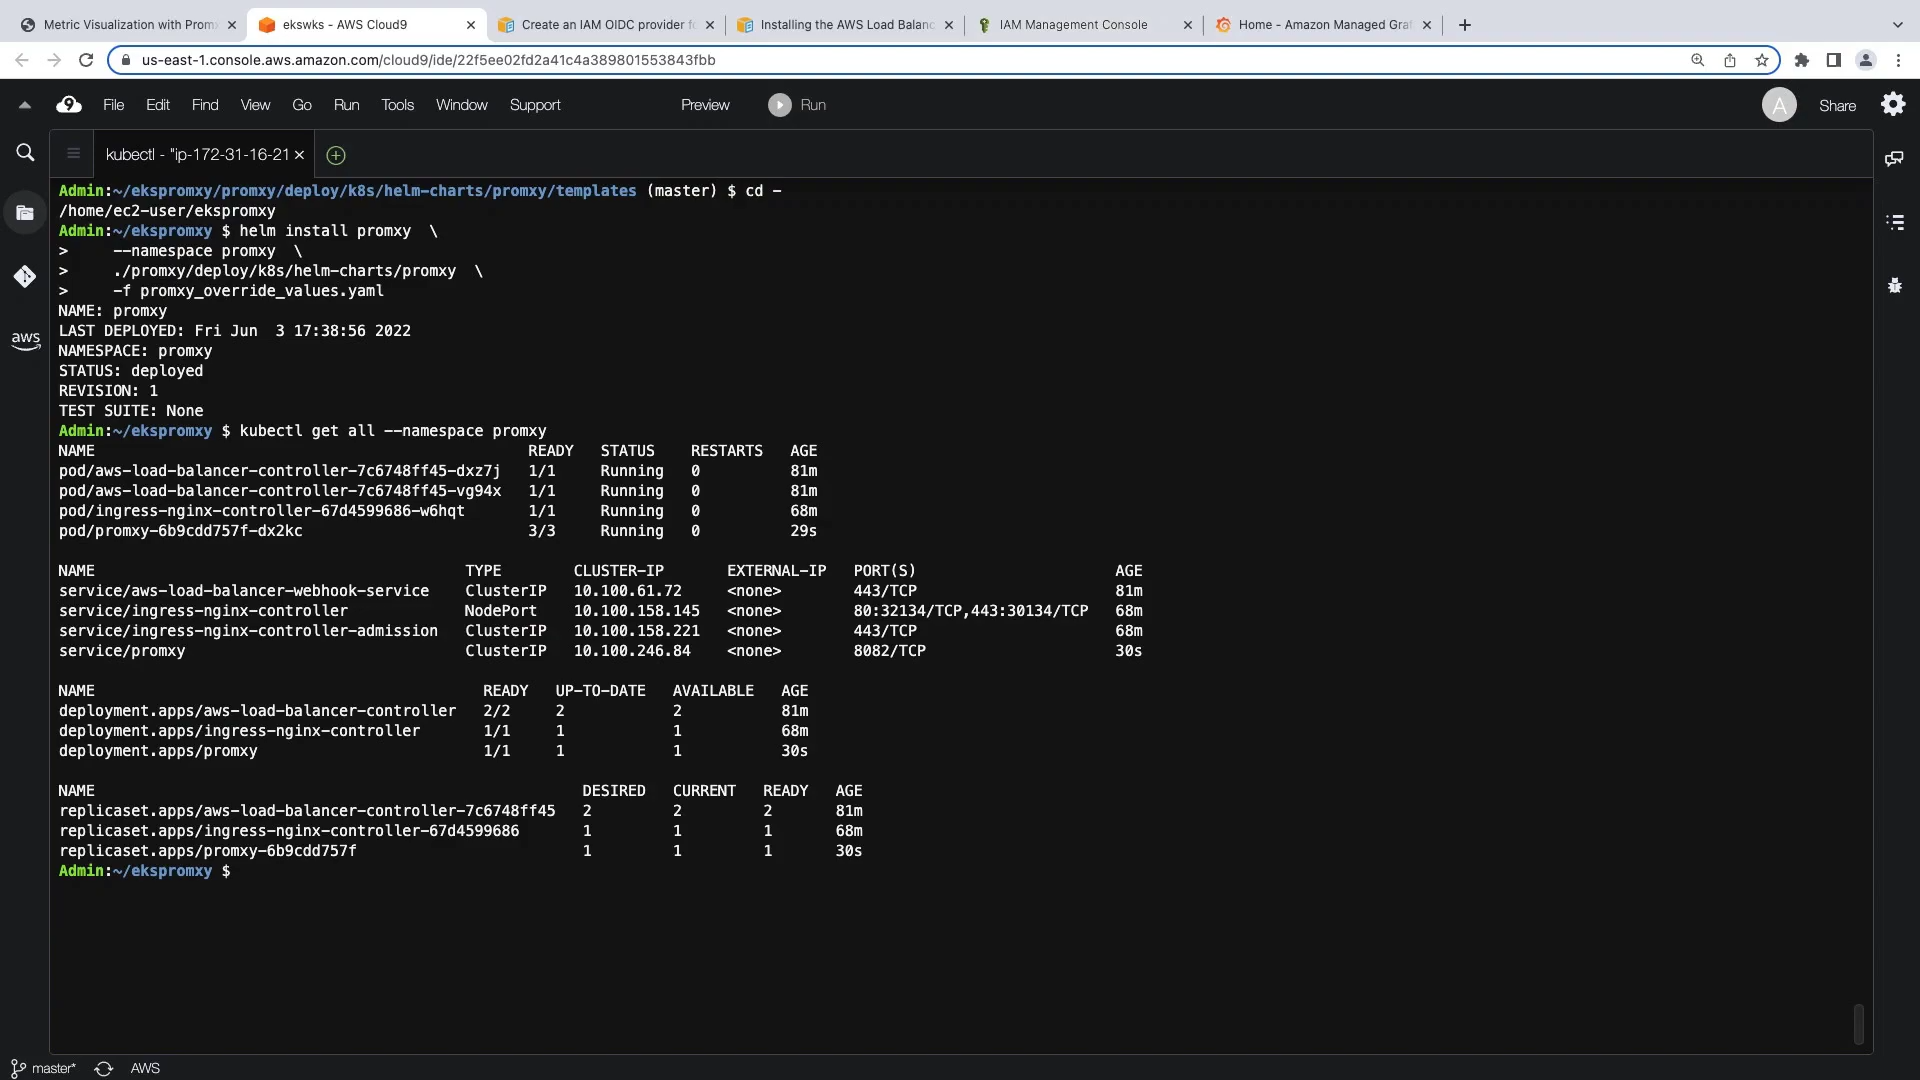 Metric Visualization with Prom
ekswks - AWS Cloud9
Create an IAM OIDC provider f
Installing the AWS Load Balanc
IAM Management Console
Home - Amazon Managed Graf
us-east-1.console.aws.amazon.com/cloud9/ide/22f5ee02fd2a41c4a389801553843fbb
9 File Edit Find View Go Run Tools Window Support Preview Run A Share
kubectl - "ip-172-31-16-21
aws
Admin:~/ekspromxy/promxy/deploy/k8s/helm-charts/promxy/templates (master) $ cd -
/home/ec2-user/ekspromxy
Admin:~/ekspromxy $ helm install promxy \
> --namespace promxy \
> ./promxy/deploy/k8s/helm-charts/promxy \
> -f promxy_override_values.yaml
NAME: promxy
LAST DEPLOYED: Fri Jun 3 17:38:56 2022
NAMESPACE: promxy
STATUS: deployed
REVISION: 1
TEST SUITE: None
Admin:~/ekspromxy $ kubectl get all --namespace promxy
NAME READY STATUS RESTARTS AGE
pod/aws-load-balancer-controller-7c6748ff45-dxz7j 1/1 Running 0 81m
pod/aws-load-balancer-controller-7c6748ff45-vg94x 1/1 Running 0 81m
pod/ingress-nginx-controller-67d4599686-w6hqt 1/1 Running 0 68m
pod/promxy-6b9cdd757f-dx2kc 3/3 Running 0 29s
NAME TYPE CLUSTER-IP EXTERNAL-IP PORT(S) AGE
service/aws-load-balancer-webhook-service ClusterIP 10.100.61.72 <none> 443/TCP 81m
service/ingress-nginx-controller NodePort 10.100.158.145 <none> 80:32134/TCP,443:30134/TCP 68m
service/ingress-nginx-controller-admission ClusterIP 10.100.158.221 <none> 443/TCP 68m
service/promxy ClusterIP 10.100.246.84 <none> 8082/TCP 30s
NAME READY UP-TO-DATE AVAILABLE AGE
deployment.apps/aws-load-balancer-controller 2/2 2 2 81m
deployment.apps/ingress-nginx-controller 1/1 1 1 68m
deployment.apps/promxy 1/1 1 1 30s
NAME DESIRED CURRENT READY AGE
replicaset.apps/aws-load-balancer-controller-7c6748ff45 2 2 2 81m
replicaset.apps/ingress-nginx-controller-67d4599686 1 1 1 68m
replicaset.apps/promxy-6b9cdd757f 1 1 1 30s
Admin:~/ekspromxy $
master* AWS